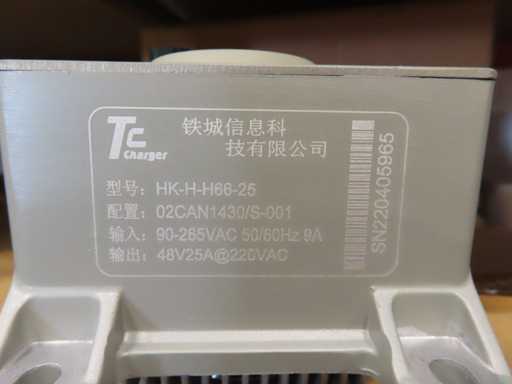 TC
Charger
铁城信息科
技有限公司
型号: HK-H-H66-25
配置: 02CAN1430/S-001
输入: 90-265VAC 50/60Hz 9A
输出: 48V25A@220VAC
SN220405965